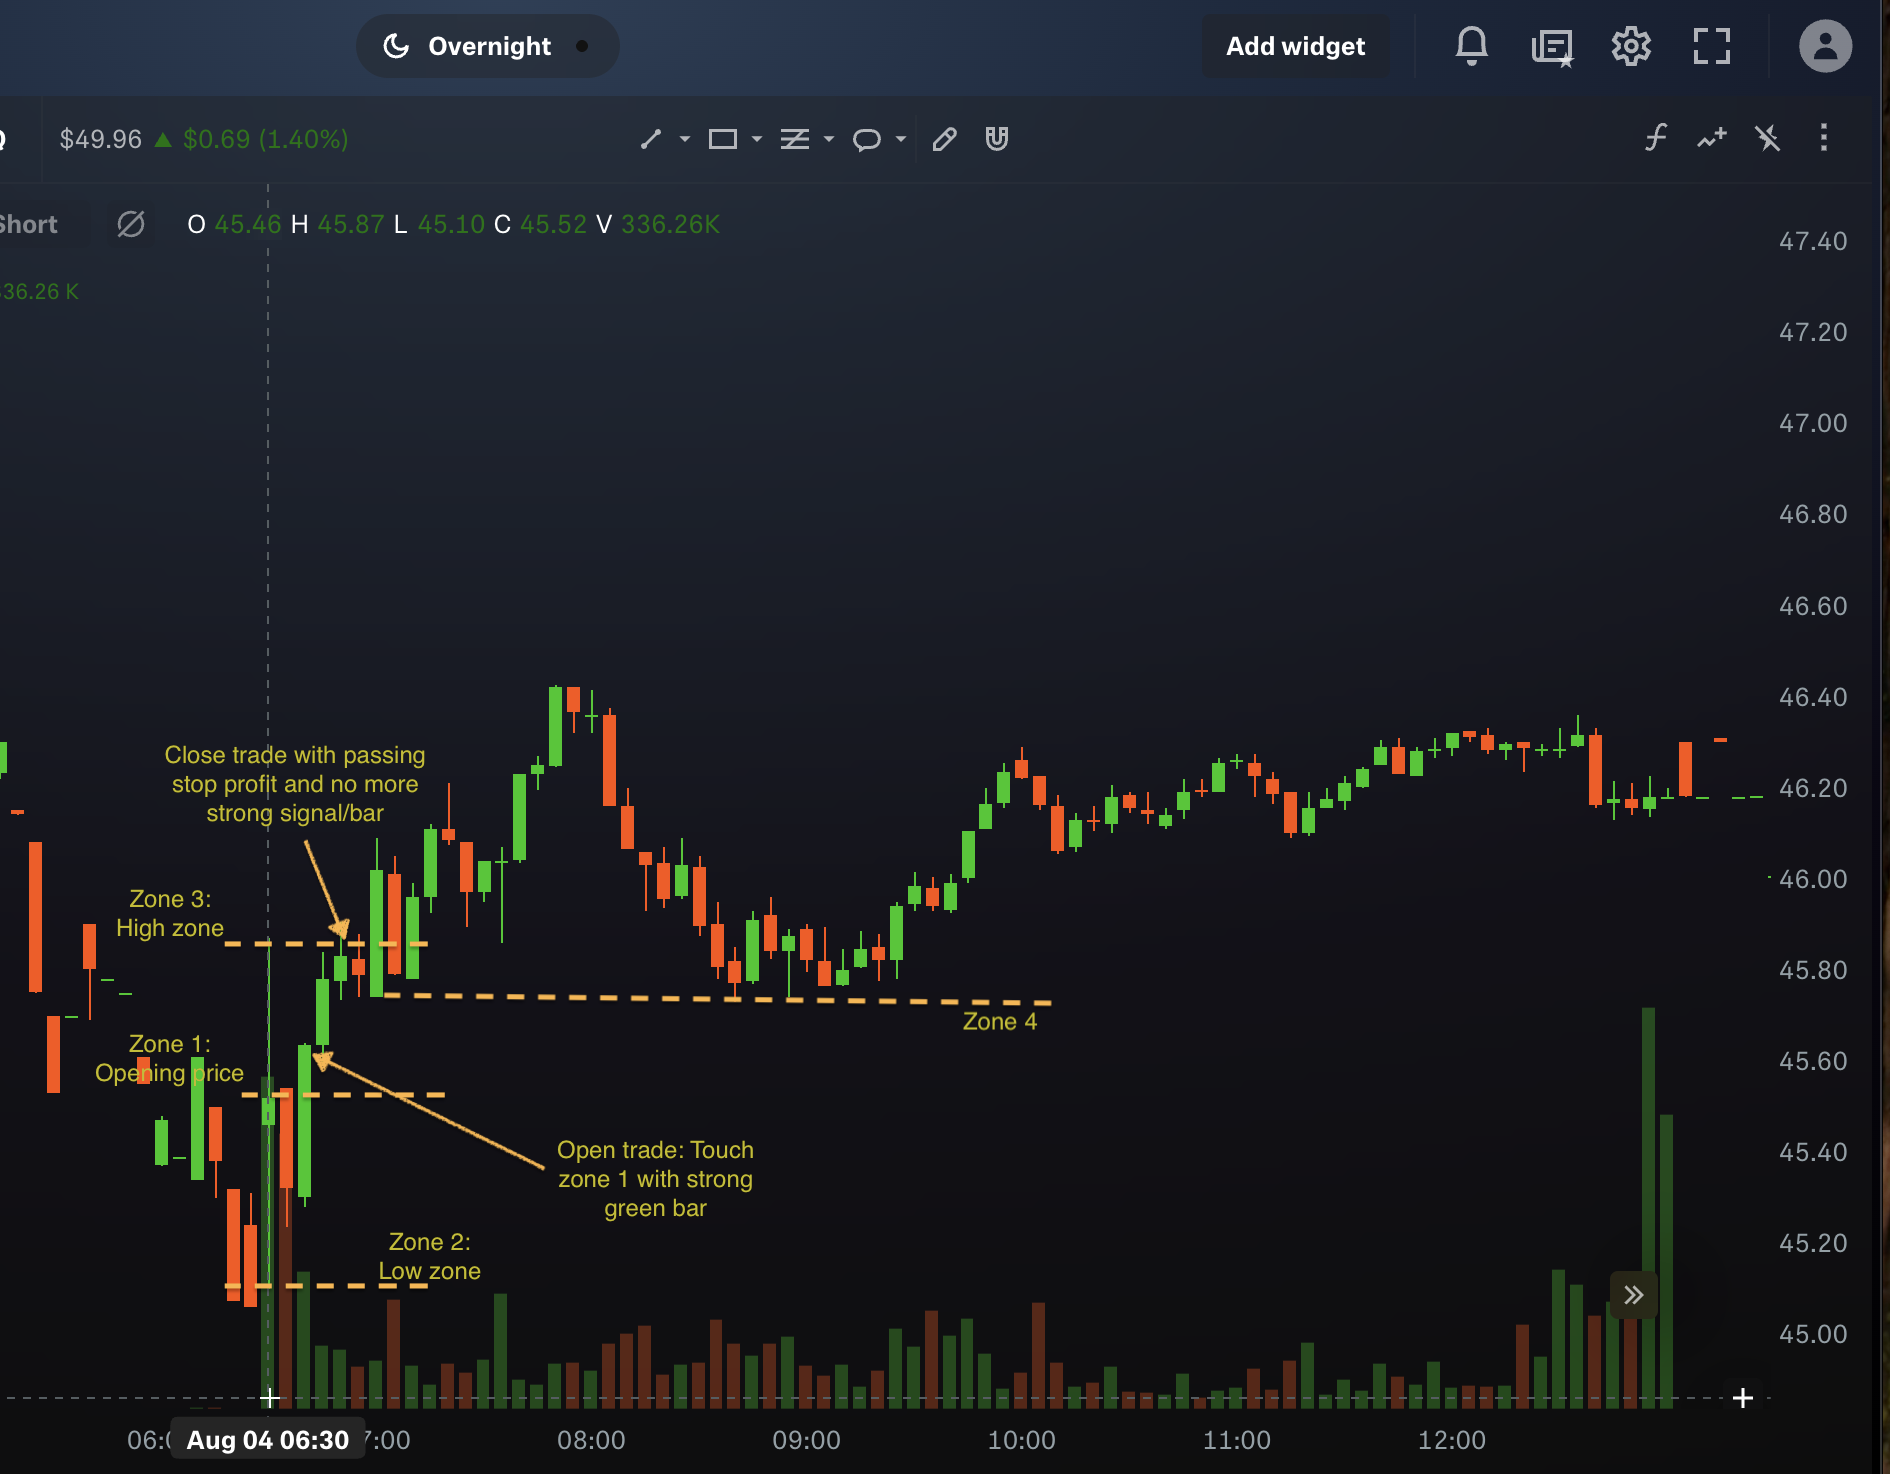 Overnight
Add widget
$49.96 ▲ $0.69 (1.40%)
Short
O 45.46 H 45.87 L 45.10 C 45.52 V 336.26K
36.26 K
47.40
47.20
47.00
46.80
46.60
46.40
46.20
46.00
45.80
45.60
45.40
45.20
45.00
Close trade with passing
stop profit and no more
strong signal/bar
Zone 3:
High zone
Zone 4
Zone 1:
Opening price
Open trade: Touch
zone 1 with strong
green bar
Zone 2:
Low zone
06:0
Aug 04 06:30
7:00
08:00
09:00
10:00
11:00
12:00